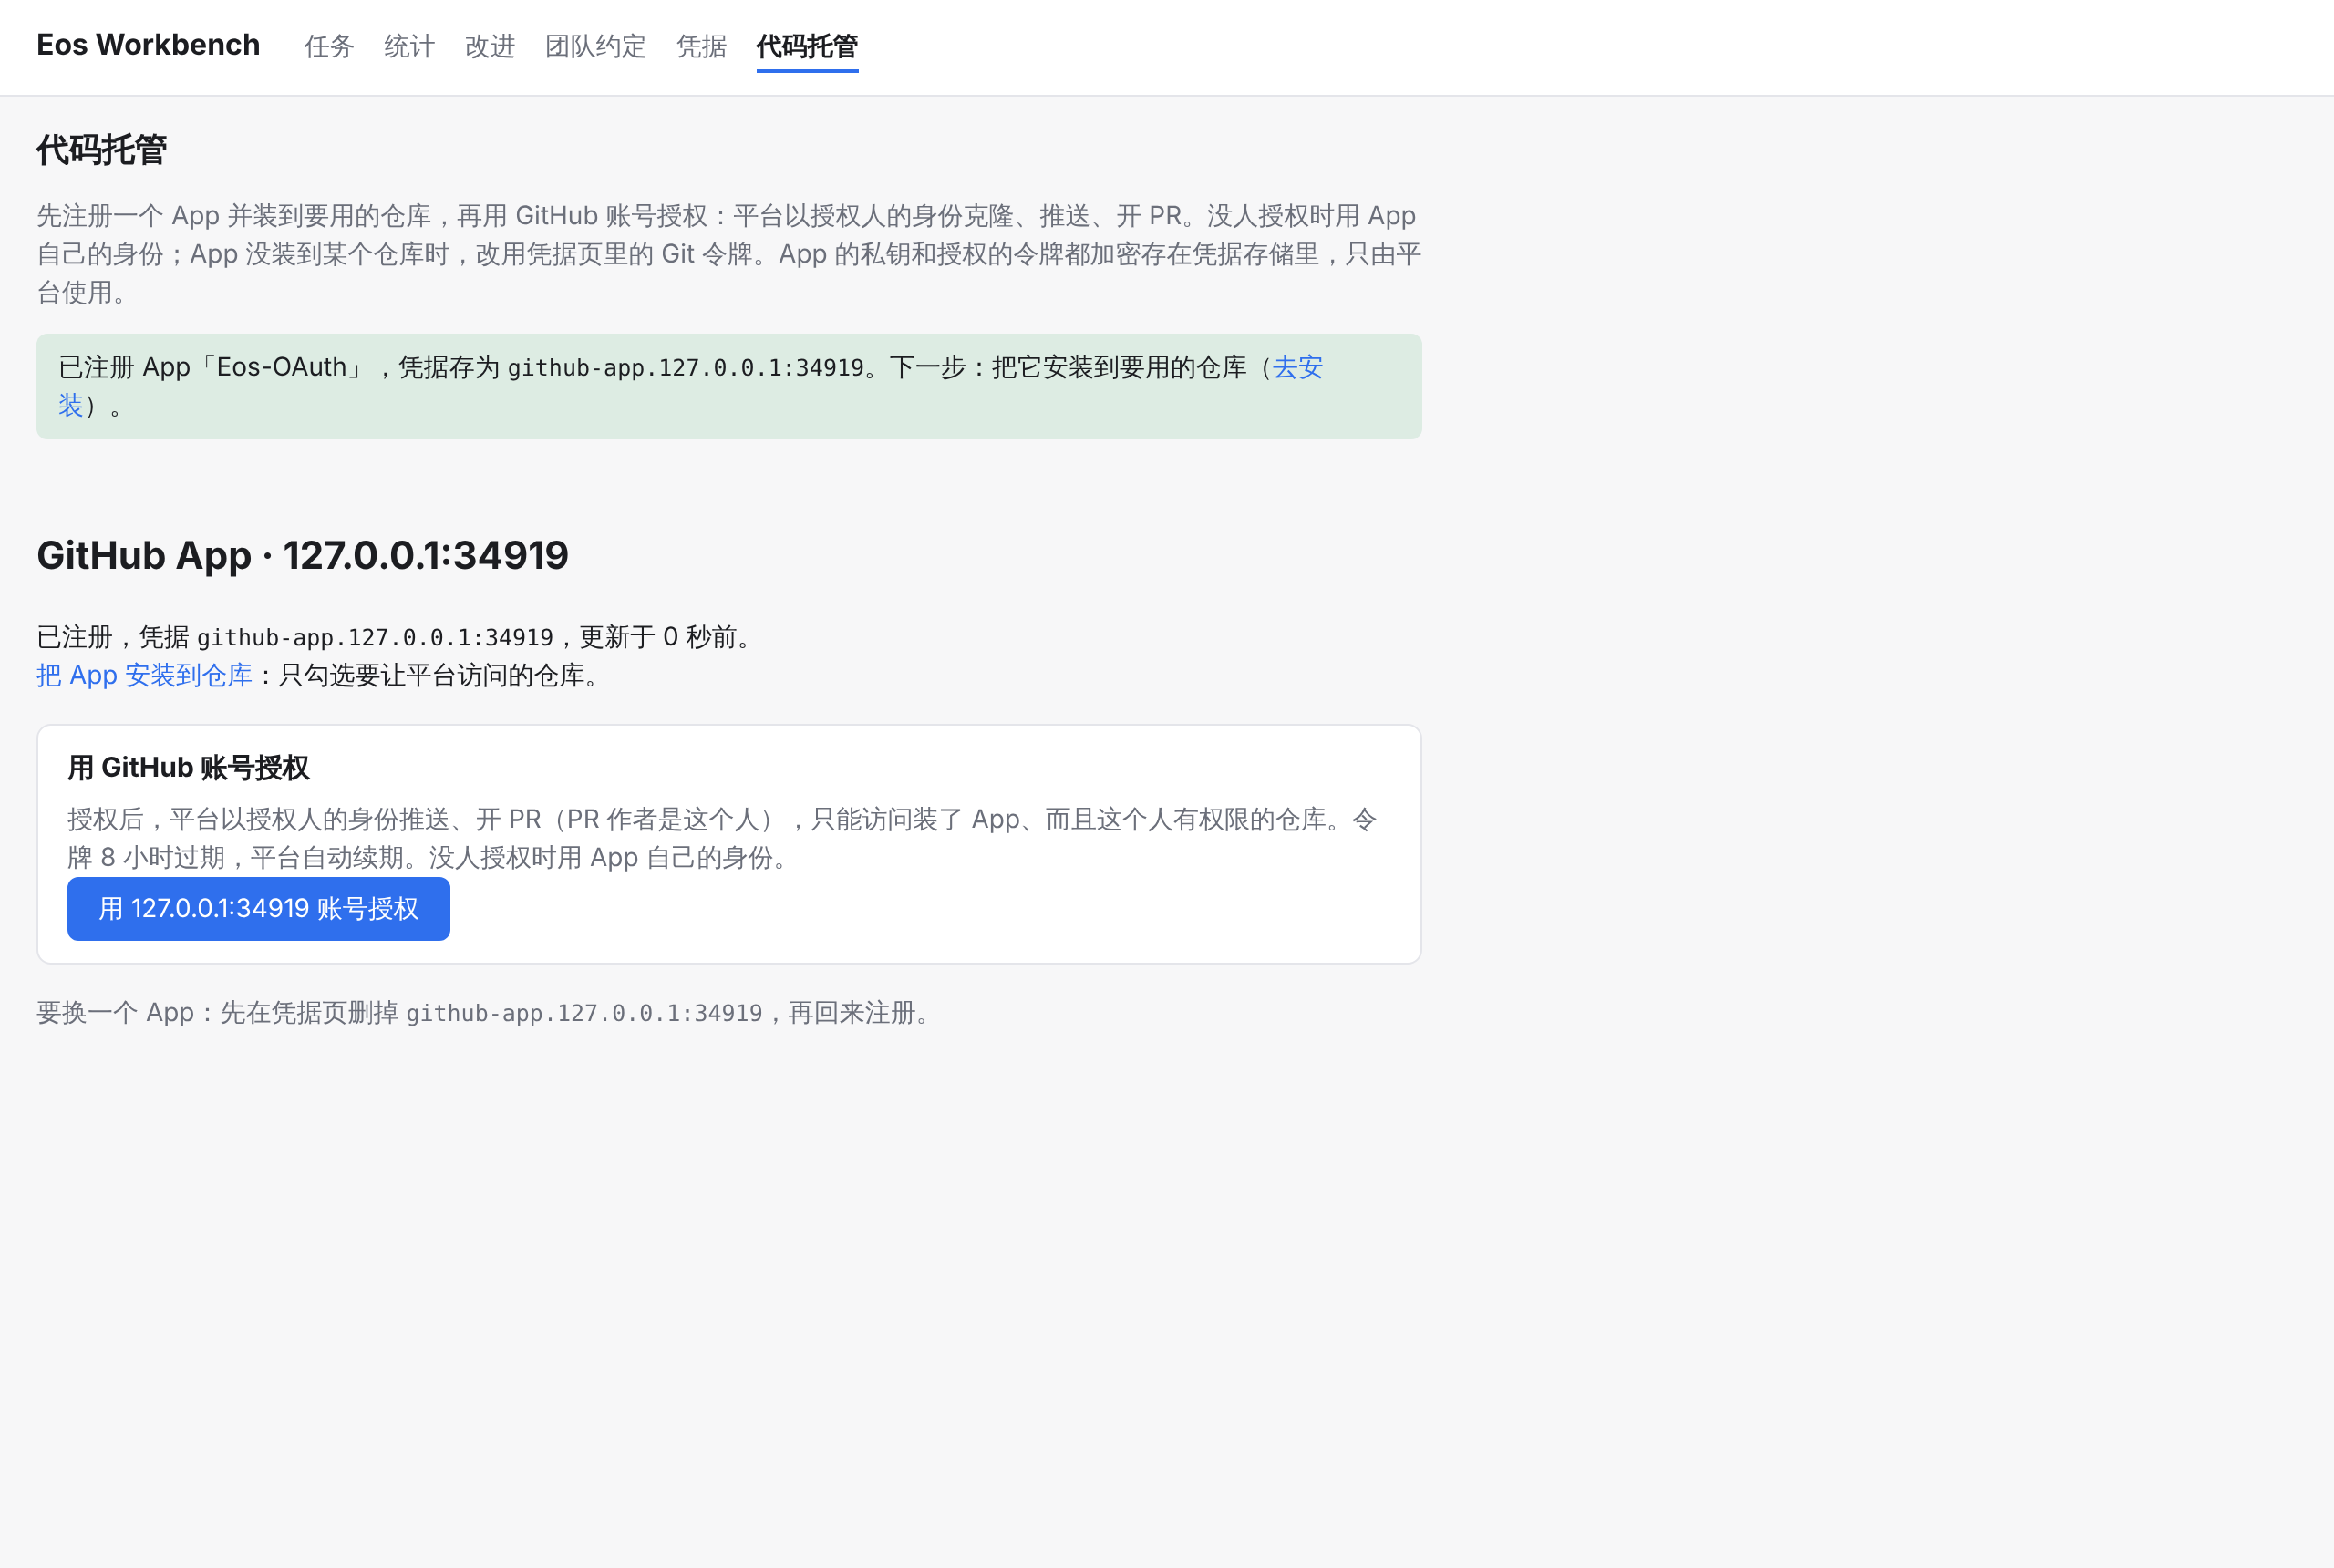 Eos Workbench 任务 统计 改进 团队约定 凭据 代码托管
代码托管
先注册一个 App 并装到要用的仓库，再用 GitHub 账号授权：平台以授权人的身份克隆、推送、开 PR。没人授权时用 App
自己的身份；App 没装到某个仓库时，改用凭据页里的 Git 令牌。App 的私钥和授权的令牌都加密存在凭据存储里，只由平
台使用。
已注册 App「Eos-OAuth」，凭据存为 github-app.127.0.0.1:34919。下一步：把它安装到要用的仓库（去安
装）。
GitHub App · 127.0.0.1:34919
已注册，凭据 github-app.127.0.0.1:34919，更新于 0 秒前。
把 App 安装到仓库：只勾选要让平台访问的仓库。
用 GitHub 账号授权
授权后，平台以授权人的身份推送、开 PR（PR 作者是这个人），只能访问装了 App、而且这个人有权限的仓库。令
牌 8 小时过期，平台自动续期。没人授权时用 App 自己的身份。
用 127.0.0.1:34919 账号授权
要换一个 App：先在凭据页删掉 github-app.127.0.0.1:34919，再回来注册。